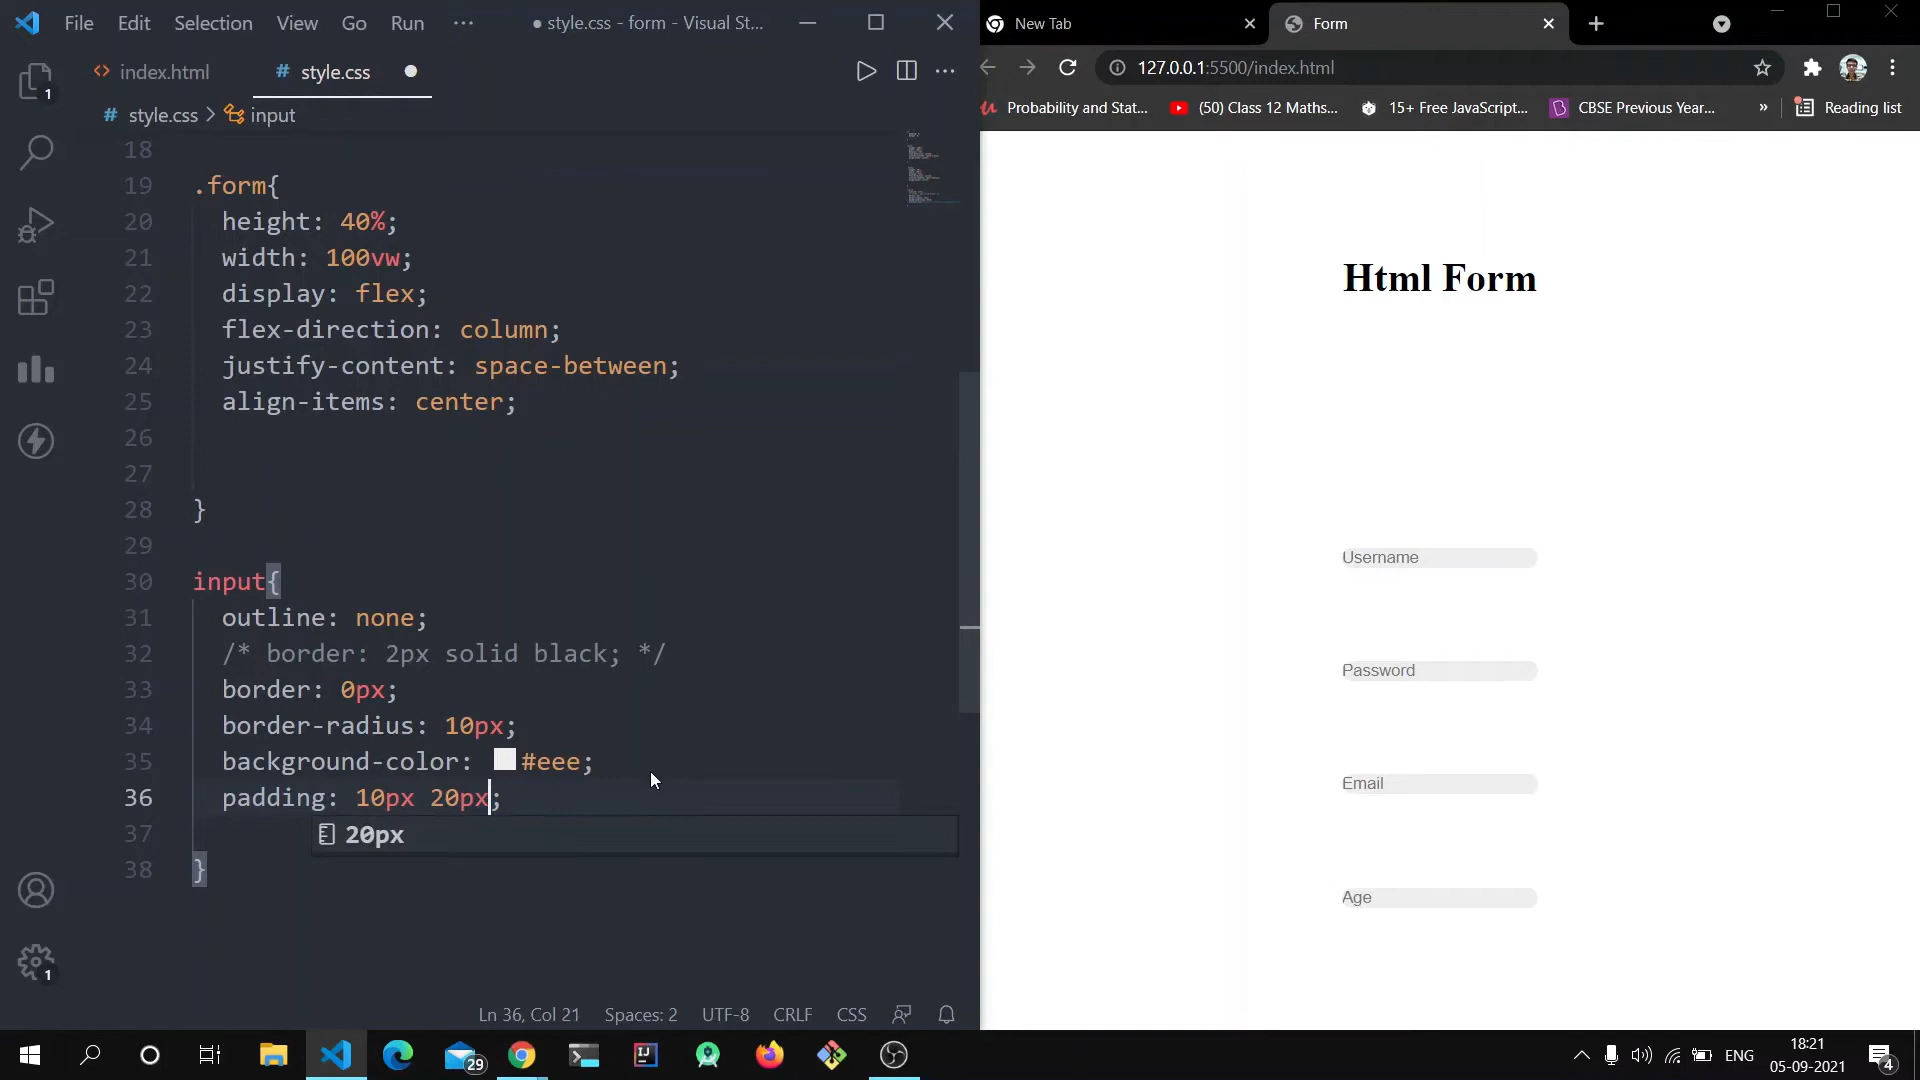 File Edit Selection View Go Run ··· ● style.css - form - Visual St...
index.html # style.css ●
# style.css > input
18
19 .form{
20 height: 40%;
21 width: 100vw;
22 display: flex;
23 flex-direction: column;
24 justify-content: space-between;
25 align-items: center;
26
27
28 }
29
30 input{
31 outline: none;
32 /* border: 2px solid black; */
33 border: 0px;
34 border-radius: 10px;
35 background-color: #eee;
36 padding: 10px 20px;
20px
37
38 }
1
1
Ln 36, Col 21 Spaces: 2 UTF-8 CRLF CSS
New Tab Form
127.0.0.1:5500/index.html
Probability and Stat... (50) Class 12 Maths... 15+ Free JavaScript... CBSE Previous Year... » Reading list
Html Form
Username
Password
Email
Age
29
ENG
18:21
05-09-2021
4